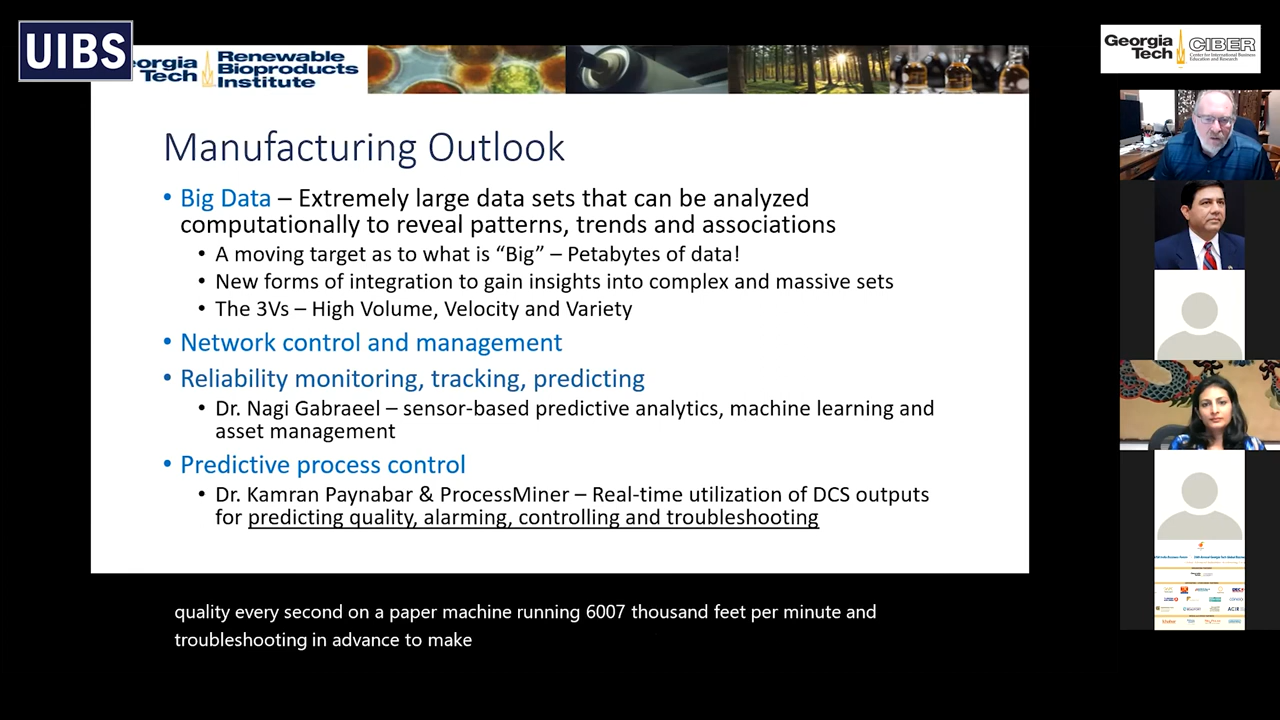 UIBS
orgia
Tech
Renewable
Bioproducts
Institute
Georgia
Tech
CIBER
Center for International Business
Education and Research
Manufacturing Outlook
• Big Data – Extremely large data sets that can be analyzed
computationally to reveal patterns, trends and associations
• A moving target as to what is “Big” – Petabytes of data!
• New forms of integration to gain insights into complex and massive sets
• The 3Vs – High Volume, Velocity and Variety
• Network control and management
• Reliability monitoring, tracking, predicting
• Dr. Nagi Gabraeel – sensor-based predictive analytics, machine learning and
asset management
• Predictive process control
• Dr. Kamran Paynabar & ProcessMiner – Real-time utilization of DCS outputs
for predicting quality, alarming, controlling and troubleshooting
quality every second on a paper machine running 6007 thousand feet per minute and
troubleshooting in advance to make